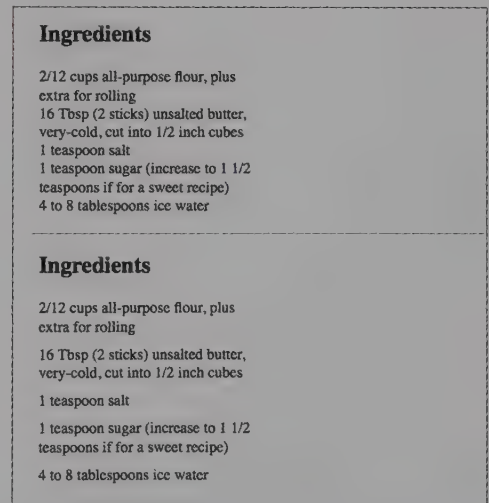 Ingredients
2/12 cups all-purpose flour, plus
extra for rolling
16 Tbsp (2 sticks) unsalted butter,
very-cold, cut into 1/2 inch cubes
1 teaspoon salt
1 teaspoon sugar (increase to 1 1/2
teaspoons if for a sweet recipe)
4 to 8 tablespoons ice water
Ingredients
2/12 cups all-purpose flour, plus
extra for rolling
16 Tbsp (2 sticks) unsalted butter,
very-cold, cut into 1/2 inch cubes
1 teaspoon salt
1 teaspoon sugar (increase to 1 1/2
teaspoons if for a sweet recipe)
4 to 8 tablespoons ice water